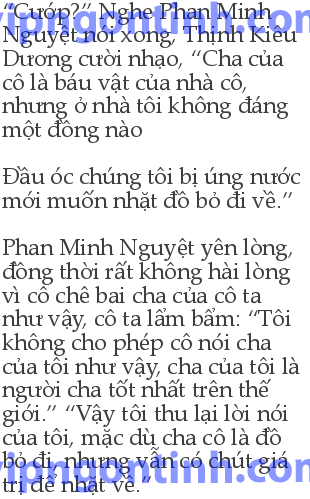 “Cướp?” Nghe Phan Minh
Nguyệt nói xong, Thịnh Kiều
Dương cười nhạo, “Cha của
cô là báu vật của nhà cô,
nhưng ở nhà tôi không đáng
một đồng nào
Đầu óc chúng tôi bị úng nước
mới muốn nhặt đồ bỏ đi về.”
Phan Minh Nguyệt yên lòng,
đồng thời rất không hài lòng
vì cô chê bai cha của cô ta
như vậy, cô ta lẩm bẩm: “Tôi
không cho phép cô nói cha
của tôi như vậy, cha của tôi là
người cha tốt nhất trên thế
giới.” “Vậy tôi thu lại lời nói
của tôi, mặc dù cha cô là đồ
bỏ đi, nhưng vẫn có chút giá
trị để nhặt về.”
vipngontinh.com
vipngontinh.com